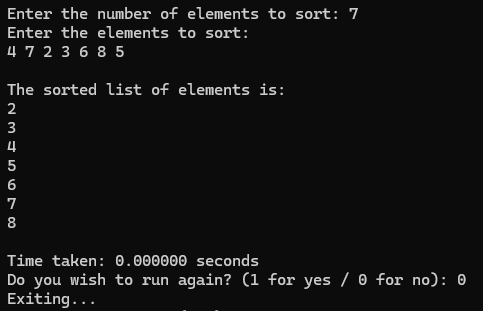 Enter the number of elements to sort: 7
Enter the elements to sort:
4 7 2 3 6 8 5
The sorted list of elements is:
2
3
4
5
6
7
8
Time taken: 0.000000 seconds
Do you wish to run again? (1 for yes / 0 for no): 0
Exiting...